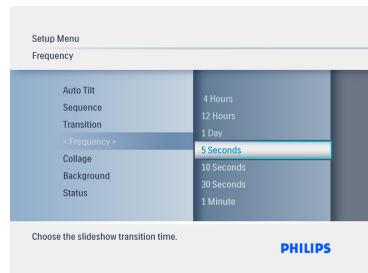 Setup Menu
Frequency
Auto Tilt
Sequence
Transition
< Frequency >
Collage
Background
Status
4 Hours
12 Hours
1 Day
5 Seconds
10 Seconds
30 Seconds
1 Minute
Choose the slideshow transition time.
PHILIPS